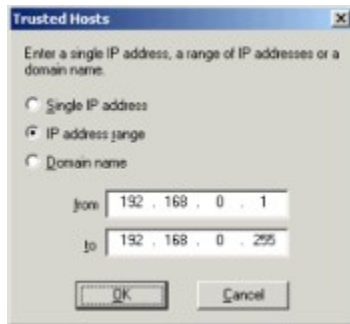 Trusted Hosts
Enter a single IP address, a range of IP addresses or a
domain name.
Single IP address
IP address range
Domain name
from 192 . 168 . 0 . 1
to 192 . 168 . 0 . 255
OK Cancel